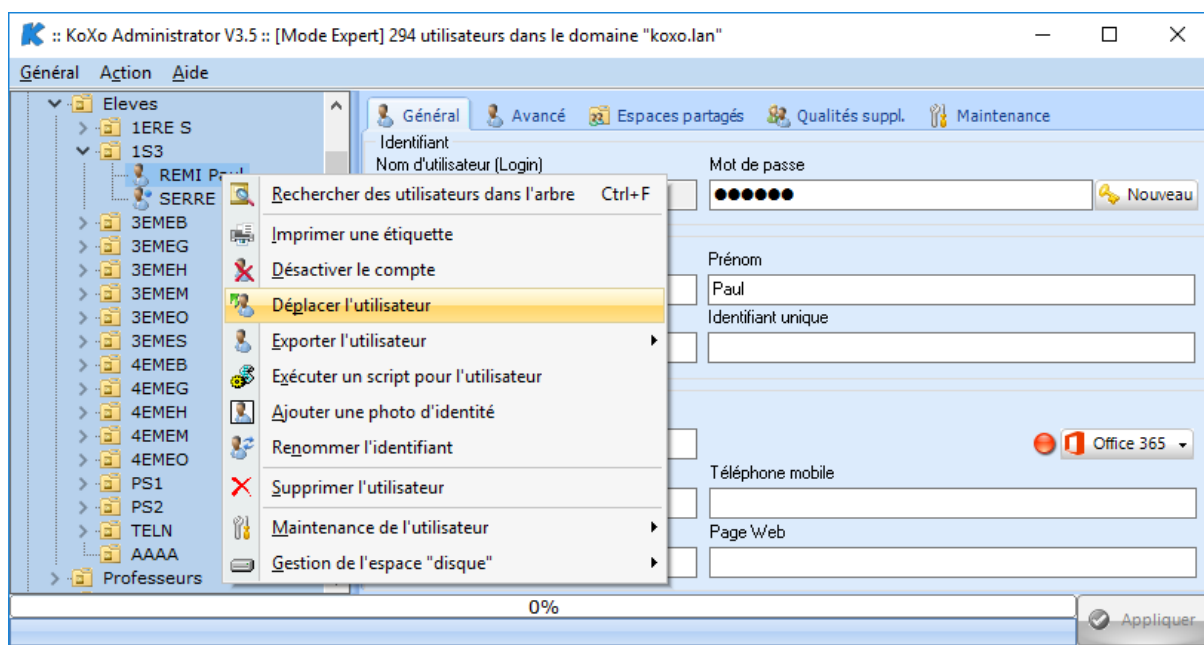 :: KoXo Administrator V3.5 :: [Mode Expert] 294 utilisateurs dans le domaine "koxo.lan"
Général Action Aide
Eleves
1ERE S
1S3
REMI Paul
SERRE
3EMEB
3EMEG
3EMEH
3EMEM
3EMEO
3EMES
4EMEB
4EMEG
4EMEH
4EMEM
4EMEO
PS1
PS2
TELN
AAAA
Professeurs
Rechercher des utilisateurs dans l'arbre Ctrl+F
Imprimer une étiquette
Désactiver le compte
Déplacer l'utilisateur
Exporter l'utilisateur
Exécuter un script pour l'utilisateur
Ajouter une photo d'identité
Renommer l'identifiant
Supprimer l'utilisateur
Maintenance de l'utilisateur
Gestion de l'espace "disque"
Général Avancé Espaces partagés Qualités suppl. Maintenance
Identifiant
Nom d'utilisateur (Login) Mot de passe
●●●●●● Nouveau
Prénom
Paul
Identifiant unique
Office 365
Téléphone mobile
Page Web
0%
Appliquer